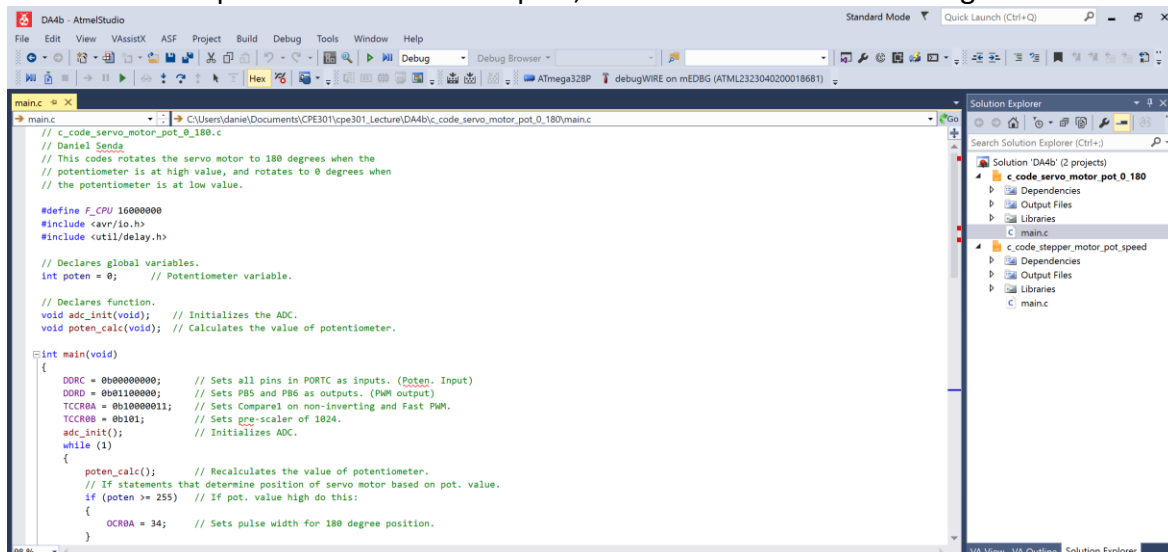 DA4b - AtmelStudio
Standard Mode
Quick Launch (Ctrl+Q)
File Edit View VAssistX ASF Project Build Debug Tools Window Help
Debug Debug Browser
Hex ATmega328P debugWIRE on mEDBG (ATML2323040200018681)
main.c
main.c C:\Users\danie\Documents\CPE301\cpe301_Lecture\DA4b\c_code_servo_motor_pot_0_180\main.c Go
// c_code_servo_motor_pot_0_180.c
// Daniel Senda
// This codes rotates the servo motor to 180 degrees when the
// potentiometer is at high value, and rotates to 0 degrees when
// the potentiometer is at low value.
#define F_CPU 16000000
#include <avr/io.h>
#include <util/delay.h>
// Declares global variables.
int poten = 0; // Potentiometer variable.
// Declares function.
void adc_init(void); // Initializes the ADC.
void poten_calc(void); // Calculates the value of potentiometer.
int main(void)
{
DDRC = 0b00000000; // Sets all pins in PORTC as inputs. (Poten. Input)
DDRD = 0b01100000; // Sets PB5 and PB6 as outputs. (PWM output)
TCCR0A = 0b10000011; // Sets Compare1 on non-inverting and Fast PWM.
TCCR0B = 0b101; // Sets pre-scaler of 1024.
adc_init(); // Initializes ADC.
while (1)
{
poten_calc(); // Recalculates the value of potentiometer.
// If statements that determine position of servo motor based on pot. value.
if (poten >= 255) // If pot. value high do this:
{
OCR0A = 34; // Sets pulse width for 180 degree position.
}
Solution Explorer
Search Solution Explorer (Ctrl+;)
Solution 'DA4b' (2 projects)
c_code_servo_motor_pot_0_180
Dependencies
Output Files
Libraries
main.c
c_code_stepper_motor_pot_speed
Dependencies
Output Files
Libraries
main.c
98 %
VA View VA Outline Solution Explorer